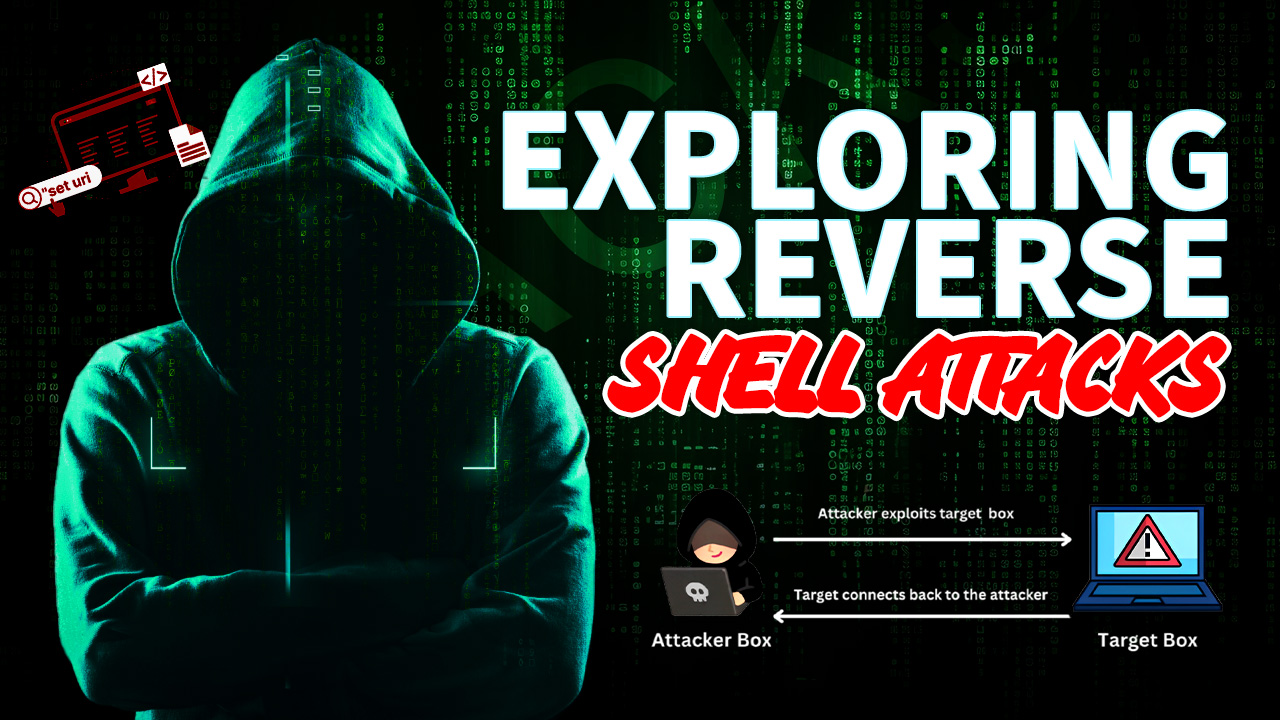 </>
"set uri
EXPLORING
REVERSE
SHELL ATTACKS
Attacker exploits target box
Target connects back to the attacker
Attacker Box
Target Box